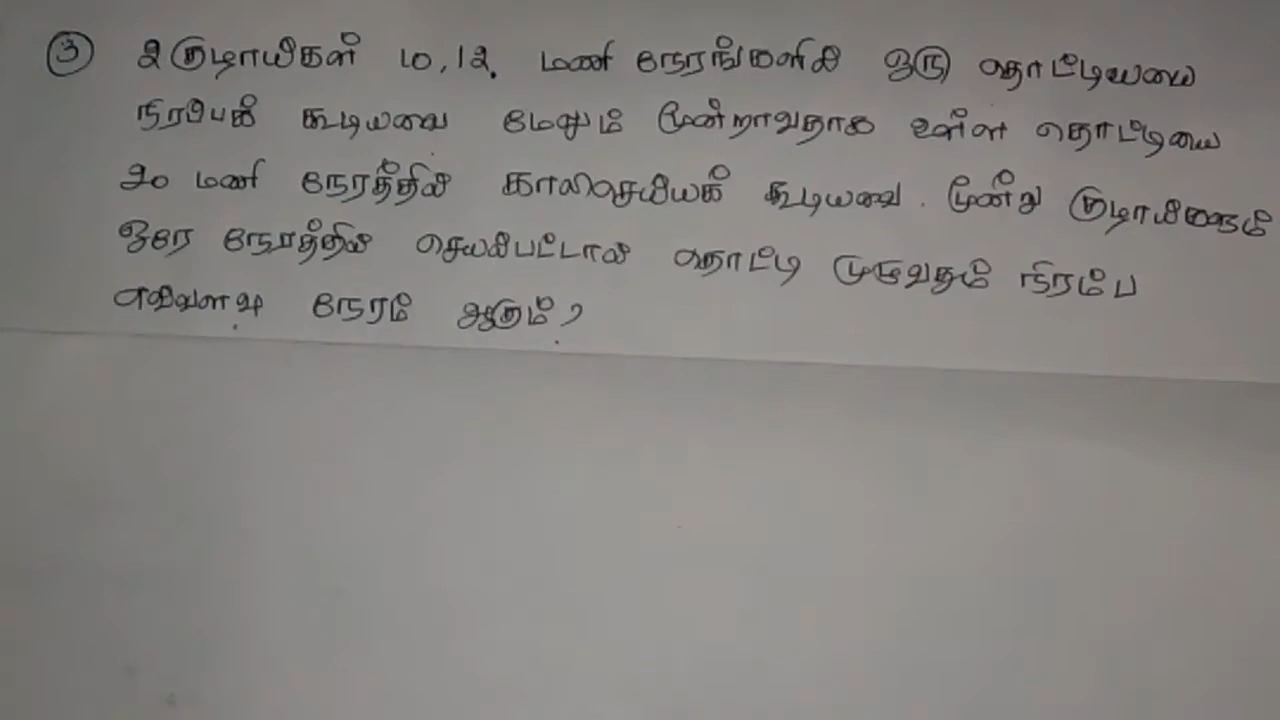 ③ 2 குழாய்கள் 10, 12. மணி நேரங்களில் ஒரு தொட்டியயை
நிரப்பக் கூடியவை மேலும் மூன்றாவதாக உள்ள தொட்டியை
20 மணி நேரத்தில் காலிசெய்யக் கூடியவை. மூன்று குழாய்களும்
ஒரே நேரத்தில் செயல்பட்டால் தொட்டி முழுவதும் நிரம்ப
எவ்வளவு நேரம் ஆகும்?